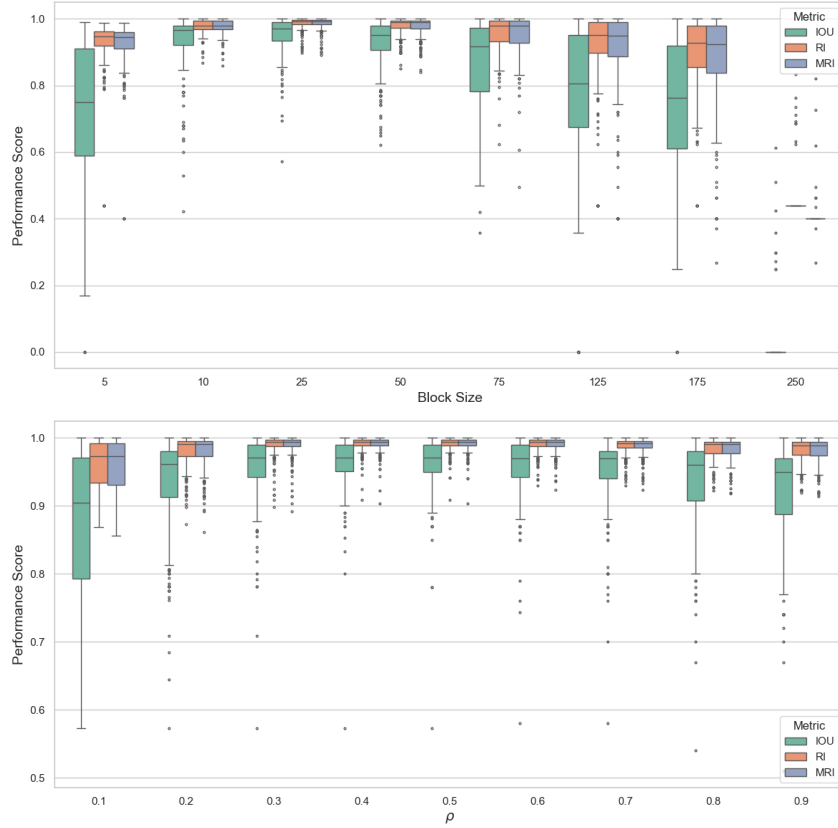 Performance Score
1.0
0.8
0.6
0.4
0.2
0.0
Metric
IOU
RI
MRI
5 10 25 50 75 125 175 250
Block Size
Performance Score
1.0
0.9
0.8
0.7
0.6
0.5
Metric
IOU
RI
MRI
0.1 0.2 0.3 0.4 0.5 0.6 0.7 0.8 0.9
ρ